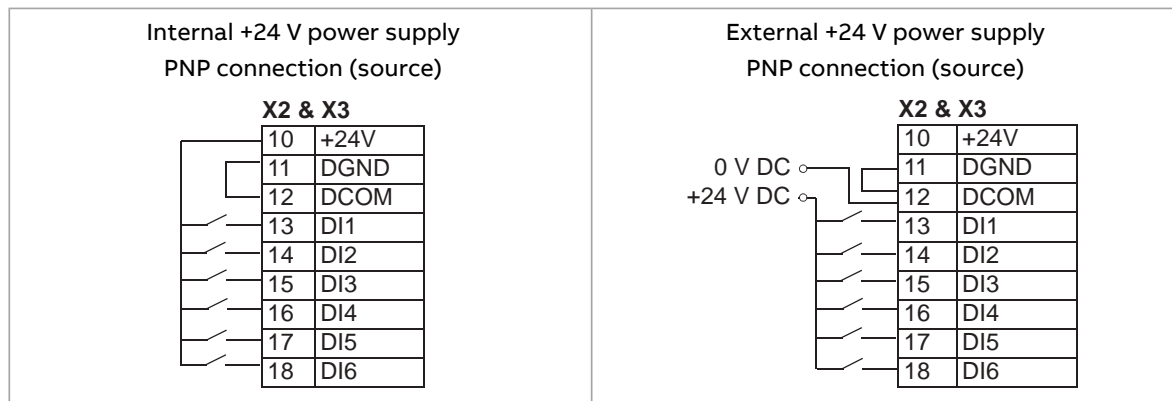 Internal +24 V power supply
PNP connection (source)
X2 & X3
10 +24V
11 DGND
12 DCOM
13 DI1
14 DI2
15 DI3
16 DI4
17 DI5
18 DI6
External +24 V power supply
PNP connection (source)
X2 & X3
10 +24V
0 V DC 11 DGND
+24 V DC 12 DCOM
13 DI1
14 DI2
15 DI3
16 DI4
17 DI5
18 DI6